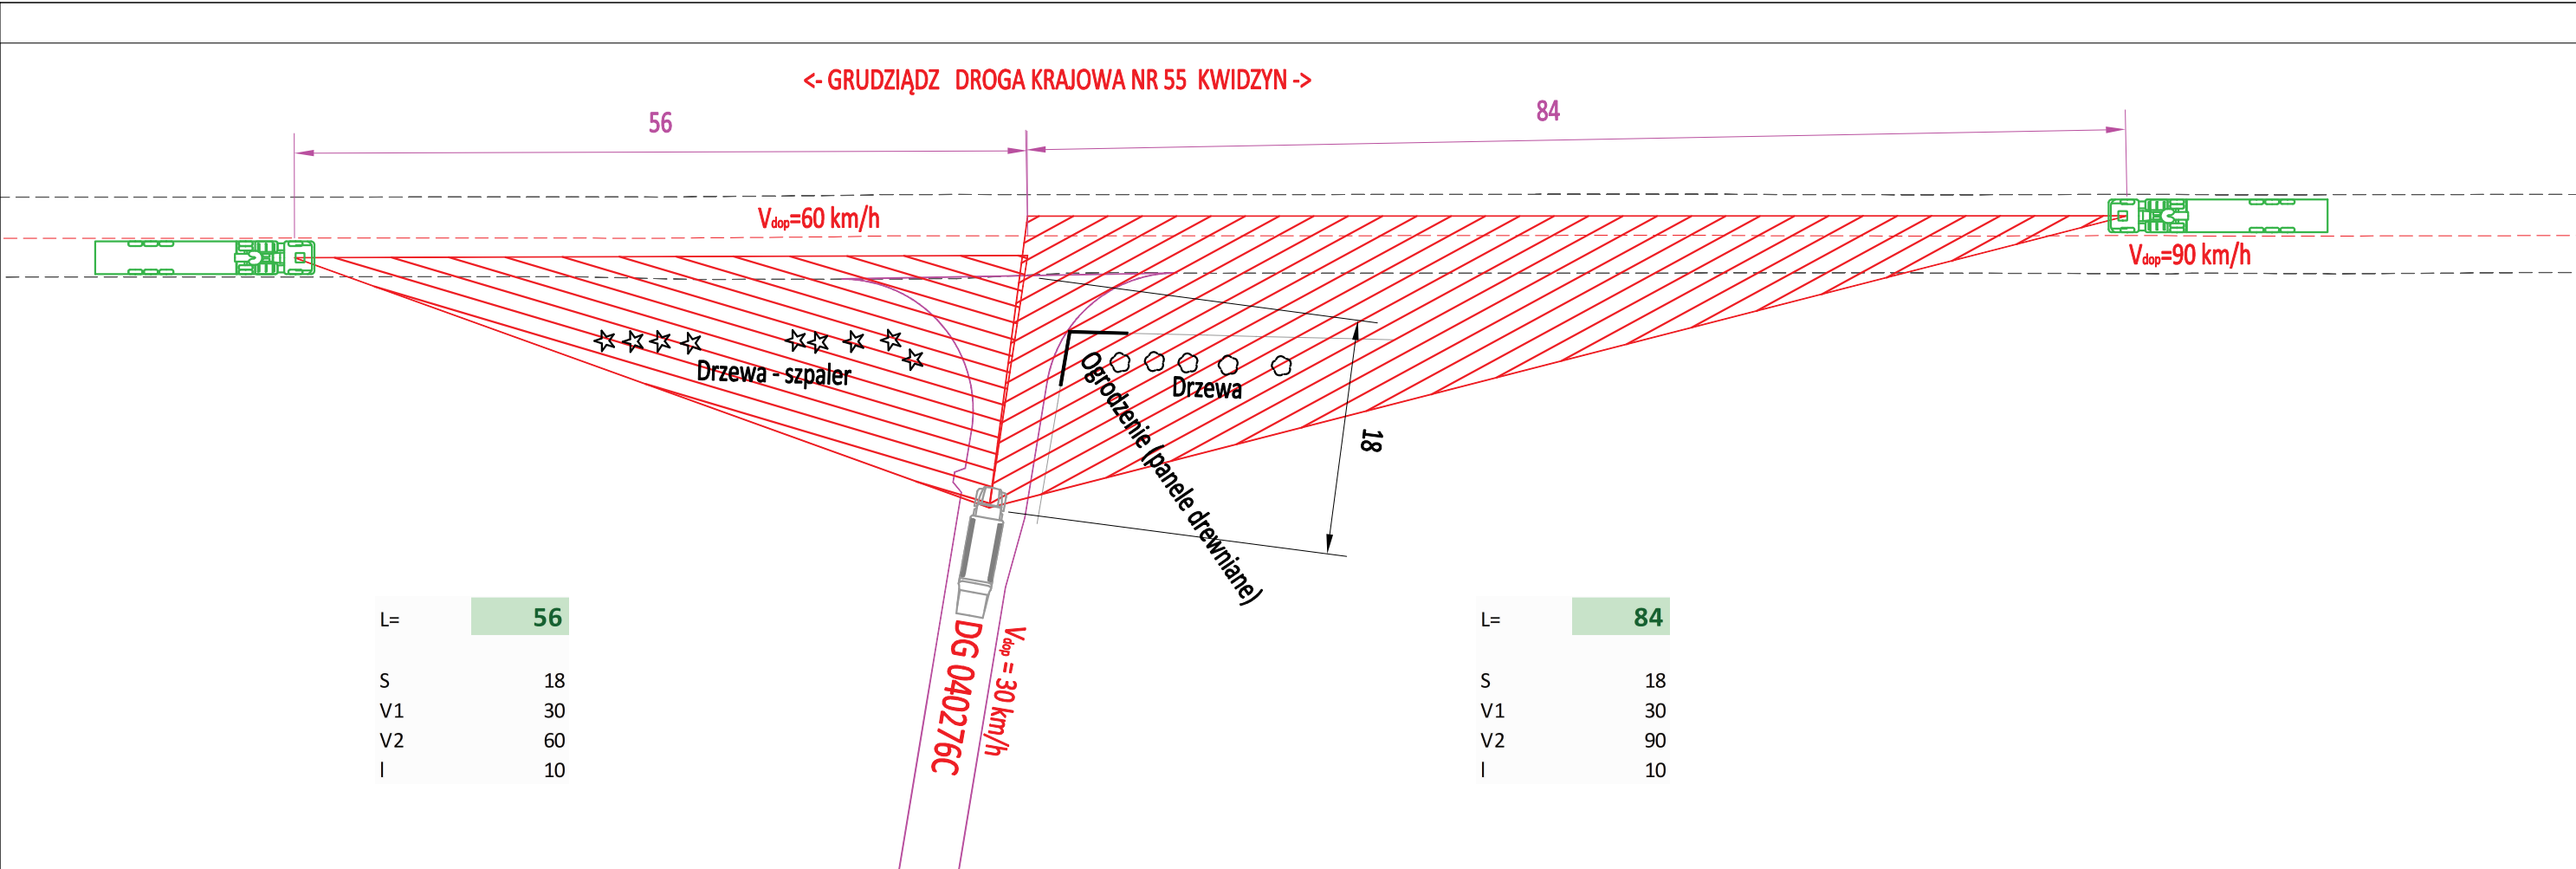 <- GRUDZIĄDZ DROGA KRAJOWA NR 55 KWIDZYN ->
56
84
Vdop=60 km/h
Vdop=90 km/h
Drzewa - szpaler
Drzewa
Ogrodzenie (panele drewniane)
18
DG 040276C
Vdop = 30 km/h
L= 56
S 18
V1 30
V2 60
l 10
L= 84
S 18
V1 30
V2 90
l 10